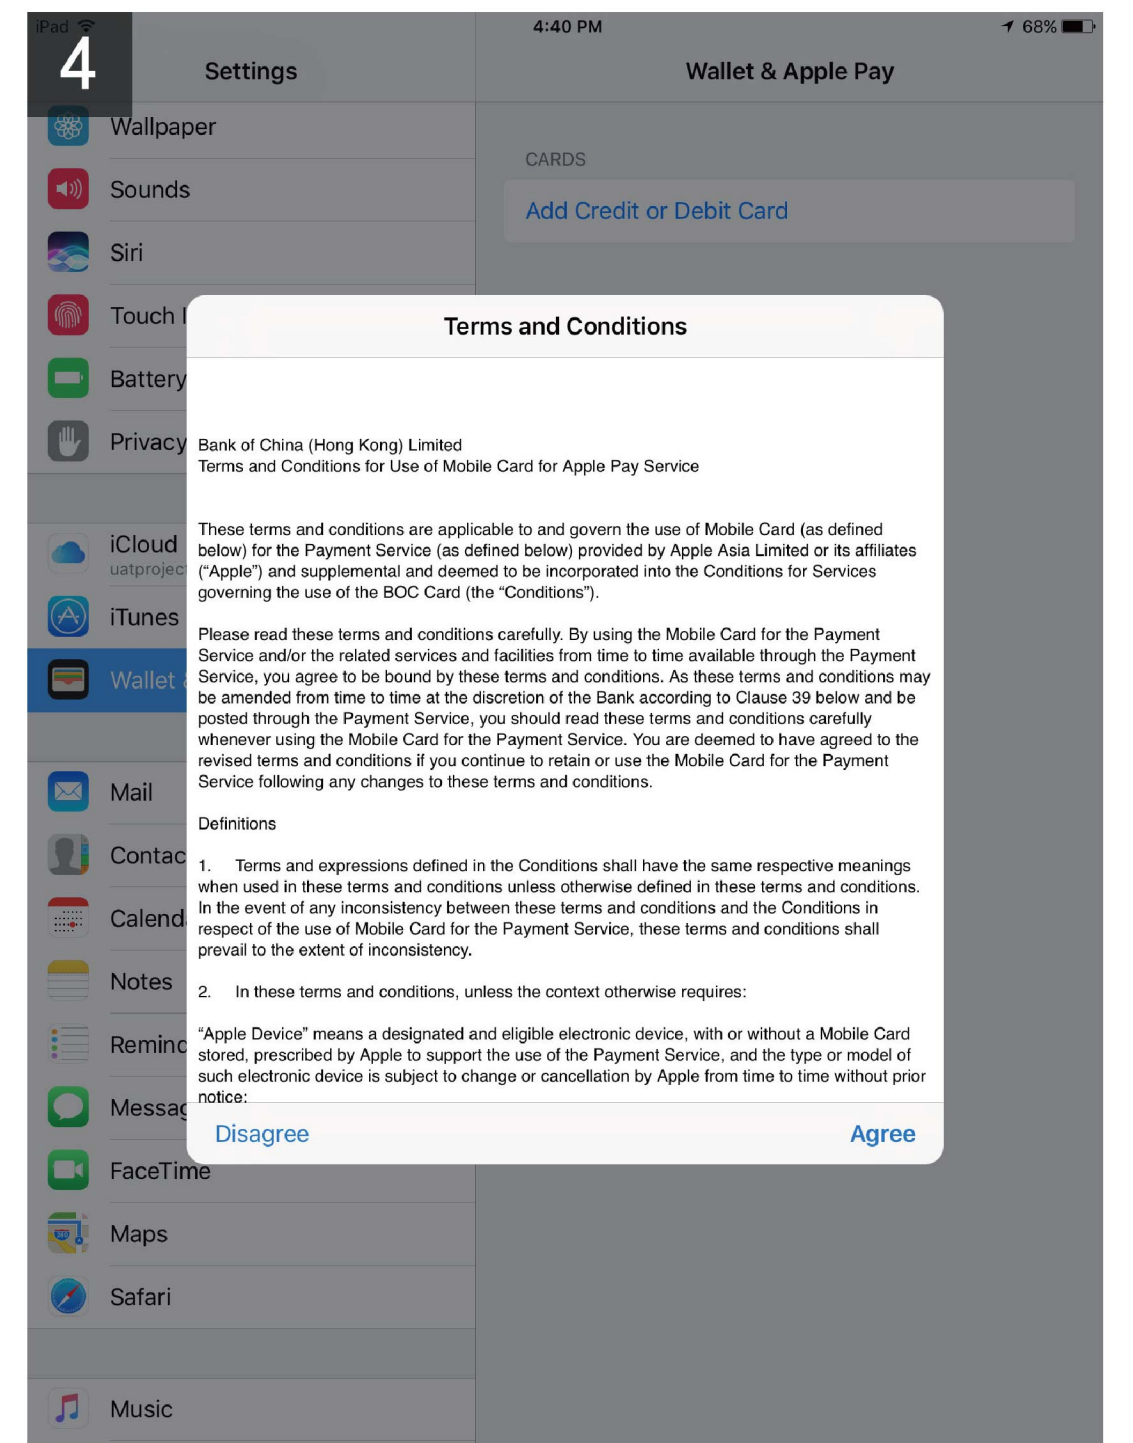 iPad
4:40 PM
68%
4
Settings
Wallet & Apple Pay
Wallpaper
Sounds
Siri
Touch I
Battery
Privacy
iCloud
uatprojec
iTunes
Wallet
Mail
Contac
Calend
Notes
Remind
Messag
FaceTime
Maps
Safari
Music
CARDS
Add Credit or Debit Card
Terms and Conditions
Bank of China (Hong Kong) Limited
Terms and Conditions for Use of Mobile Card for Apple Pay Service
These terms and conditions are applicable to and govern the use of Mobile Card (as defined
below) for the Payment Service (as defined below) provided by Apple Asia Limited or its affiliates
(“Apple”) and supplemental and deemed to be incorporated into the Conditions for Services
governing the use of the BOC Card (the “Conditions”).
Please read these terms and conditions carefully. By using the Mobile Card for the Payment
Service and/or the related services and facilities from time to time available through the Payment
Service, you agree to be bound by these terms and conditions. As these terms and conditions may
be amended from time to time at the discretion of the Bank according to Clause 39 below and be
posted through the Payment Service, you should read these terms and conditions carefully
whenever using the Mobile Card for the Payment Service. You are deemed to have agreed to the
revised terms and conditions if you continue to retain or use the Mobile Card for the Payment
Service following any changes to these terms and conditions.
Definitions
1. Terms and expressions defined in the Conditions shall have the same respective meanings
when used in these terms and conditions unless otherwise defined in these terms and conditions.
In the event of any inconsistency between these terms and conditions and the Conditions in
respect of the use of Mobile Card for the Payment Service, these terms and conditions shall
prevail to the extent of inconsistency.
2. In these terms and conditions, unless the context otherwise requires:
“Apple Device” means a designated and eligible electronic device, with or without a Mobile Card
stored, prescribed by Apple to support the use of the Payment Service, and the type or model of
such electronic device is subject to change or cancellation by Apple from time to time without prior
notice;
Disagree
Agree